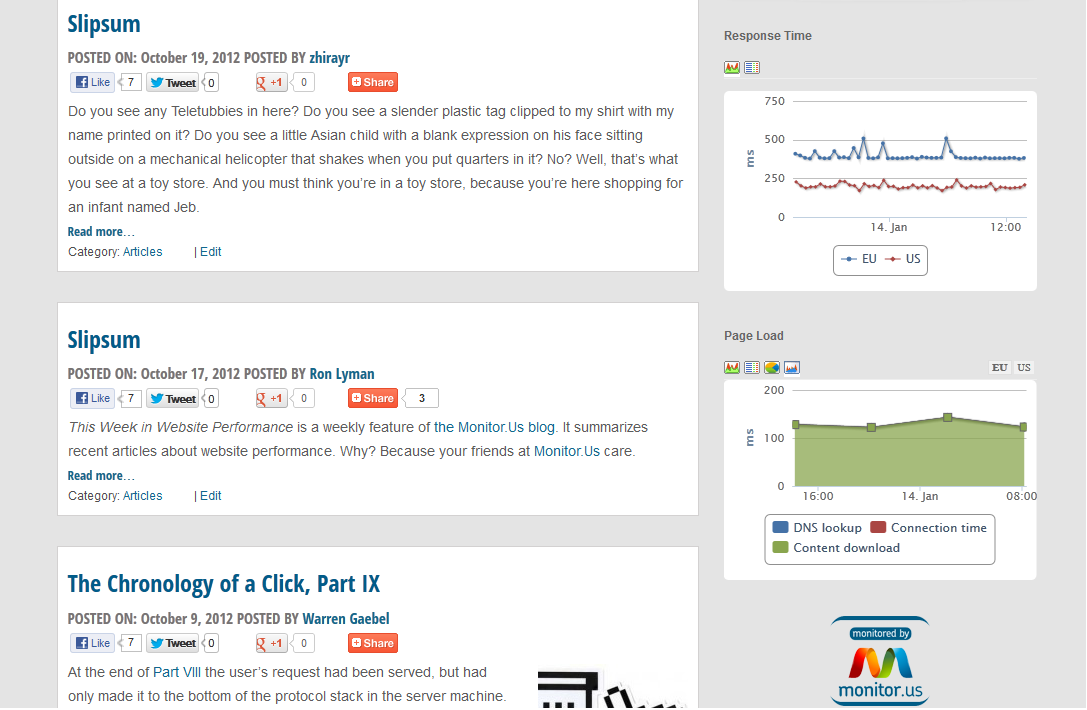 Slipsum
POSTED ON: October 19, 2012 POSTED BY zhirayr
Like 7 Tweet 0 +1 0 Share
Do you see any Teletubbies in here? Do you see a slender plastic tag clipped to my shirt with my
name printed on it? Do you see a little Asian child with a blank expression on his face sitting
outside on a mechanical helicopter that shakes when you put quarters in it? No? Well, that's what
you see at a toy store. And you must think you're in a toy store, because you're here shopping for
an infant named Jeb.
Read more...
Category: Articles | Edit
Slipsum
POSTED ON: October 17, 2012 POSTED BY Ron Lyman
Like 7 Tweet 0 +1 0 Share 3
This Week in Website Performance is a weekly feature of the Monitor.Us blog. It summarizes
recent articles about website performance. Why? Because your friends at Monitor.Us care.
Read more...
Category: Articles | Edit
The Chronology of a Click, Part IX
POSTED ON: October 9, 2012 POSTED BY Warren Gaebel
Like 7 Tweet 0 +1 0 Share
At the end of Part VIII the user's request had been served, but had
only made it to the bottom of the protocol stack in the server machine.
Response Time
750
500
250
0
ms
14. Jan 12:00
EU US
Page Load
EU US
200
100
0
ms
16:00 14. Jan 08:00
DNS lookup Connection time
Content download
monitored by
monitor.us